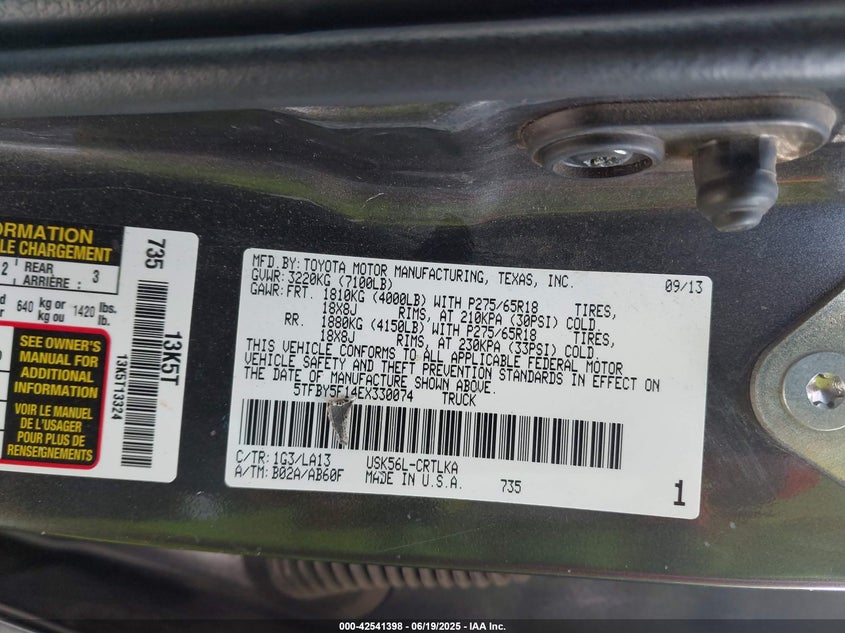 FORMATION
LE CHARGEMENT
2 REAR ARRIÈRE : 3
640 kg or kg ou 1420 lbs. lb.
SEE OWNER'S
MANUAL FOR
ADDITIONAL
INFORMATION
VOIR LE MANUEL
DE L'USAGER
POUR PLUS DE
RENSEIGNEMENTS
735
13K5T
13K5T13324
MFD.BY: TOYOTA MOTOR MANUFACTURING, TEXAS, INC. 09/13
GVWR: 3220KG (7100LB)
GAWR: FRT. 1810KG (4000LB) WITH P275/65R18 TIRES,
18X8J RIMS, AT 210KPA (30PSI) COLD.
RR. 1880KG (4150LB) WITH P275/65R18 TIRES,
18X8J RIMS, AT 230KPA (33PSI) COLD.
THIS VEHICLE CONFORMS TO ALL APPLICABLE FEDERAL MOTOR
VEHICLE SAFETY AND THEFT PREVENTION STANDARDS IN EFFECT ON
THE DATE OF MANUFACTURE SHOWN ABOVE.
5TFBY5F14EX330074 TRUCK
C/TR: 1G3/LA13 USK56L-CRTLKA
A/TM: B02A/AB60F MADE IN U.S.A. 735
1
000-42541398 - 06/19/2025 - IAA Inc.